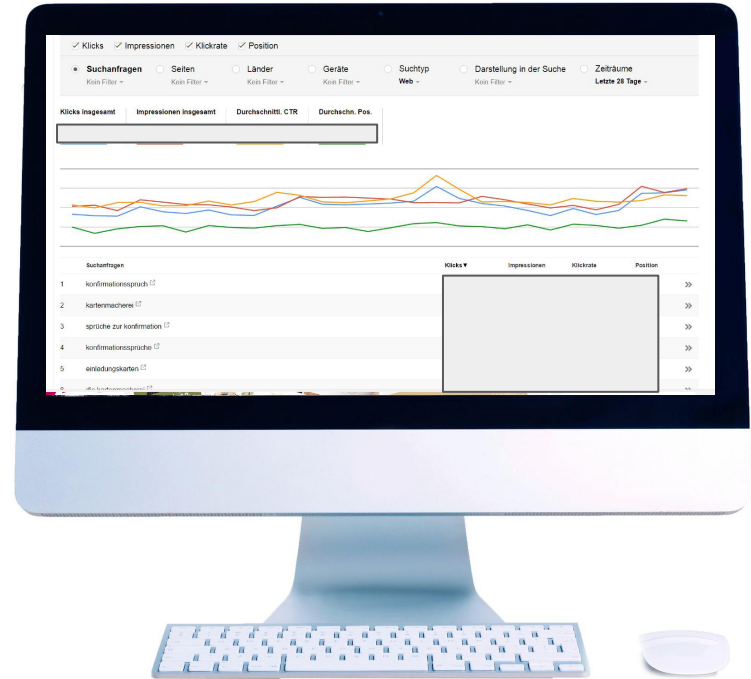 Klicks Impressionen Klickrate Position
Suchanfragen Seiten Länder Geräte Suchtyp Darstellung in der Suche Zeiträume
Kein Filter Kein Filter Kein Filter Kein Filter Web Kein Filter Letzte 28 Tage
Klicks insgesamt Impressionen insgesamt Durchschnittl. CTR Durchschn. Pos.
Suchanfragen Klicks▼ Impressionen Klickrate Position
1 konfirmationsspruch »
2 kartenmacherei »
3 sprüche zur konfirmation »
4 konfirmationssprüche »
5 einledungskarten »